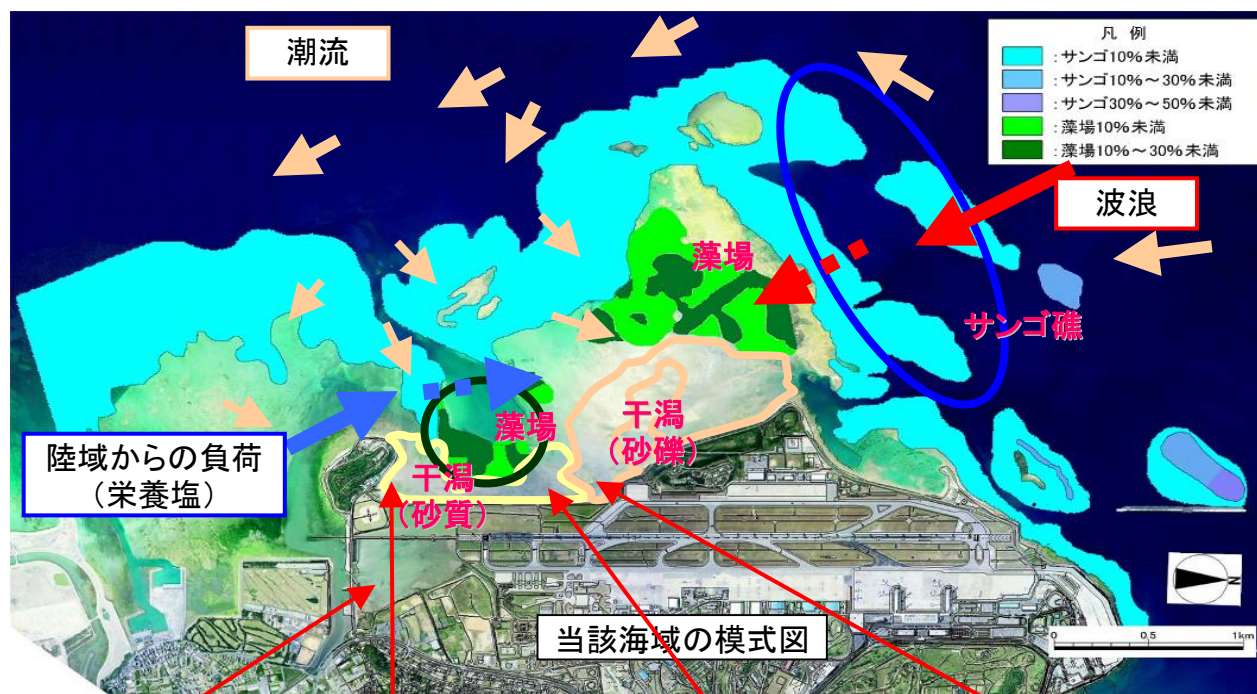 潮流
凡 例
：サンゴ10%未満
：サンゴ10%～30%未満
：サンゴ30%～50%未満
：藻場10%未満
：藻場10%～30%未満
波浪
藻場
サンゴ礁
干潟
（砂礫）
藻場
陸域からの負荷
（栄養塩）
干潟
（砂質）
N
当該海域の模式図
0 0.5 1km